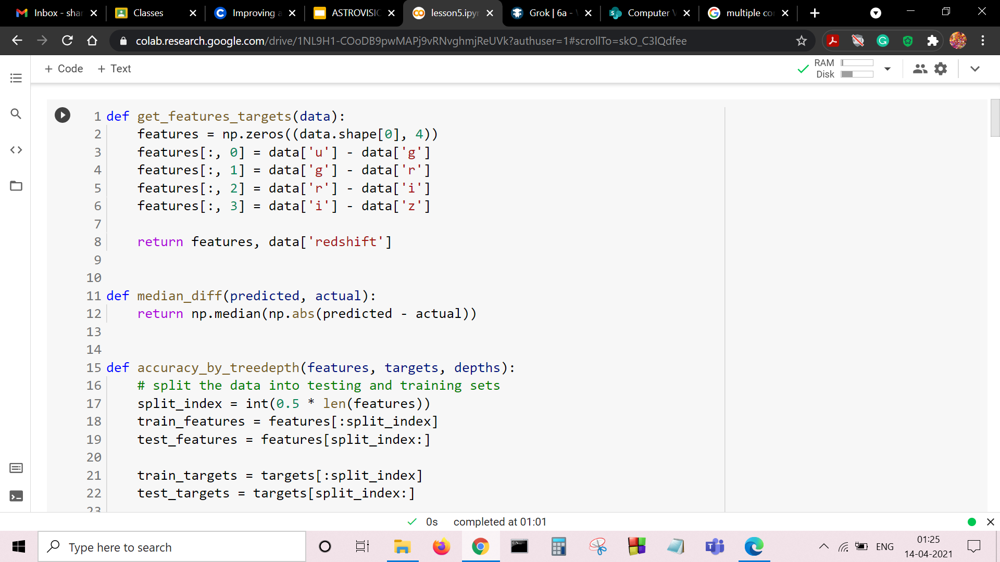 Inbox - shar
Classes
Improving a
ASTROVISIO
lesson5.ipyn
Grok | 6a -
Computer V
multiple co
colab.research.google.com/drive/1NL9H1-COoDB9pwMAPj9vRNvghmjReUVk?authuser=1#scrollTo=skO_C3lQdfee
+ Code + Text
RAM
Disk
1 def get_features_targets(data):
2     features = np.zeros((data.shape[0], 4))
3     features[:, 0] = data['u'] - data['g']
4     features[:, 1] = data['g'] - data['r']
5     features[:, 2] = data['r'] - data['i']
6     features[:, 3] = data['i'] - data['z']
7
8     return features, data['redshift']
9
10
11 def median_diff(predicted, actual):
12     return np.median(np.abs(predicted - actual))
13
14
15 def accuracy_by_treedepth(features, targets, depths):
16     # split the data into testing and training sets
17     split_index = int(0.5 * len(features))
18     train_features = features[:split_index]
19     test_features = features[split_index:]
20
21     train_targets = targets[:split_index]
22     test_targets = targets[split_index:]
23
0s completed at 01:01
Type here to search
ENG
01:25
14-04-2021